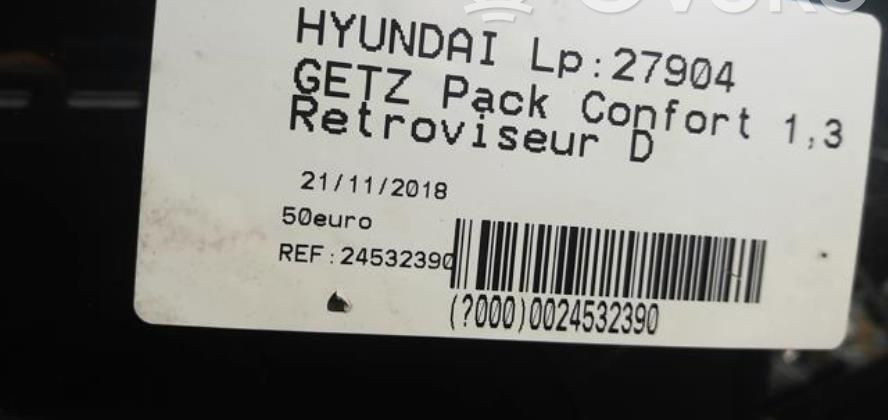 HYUNDAI Lp:27904
GETZ Pack Confort 1,3
Retroviseur D
21/11/2018
50euro
REF:24532390
(?000)0024532390